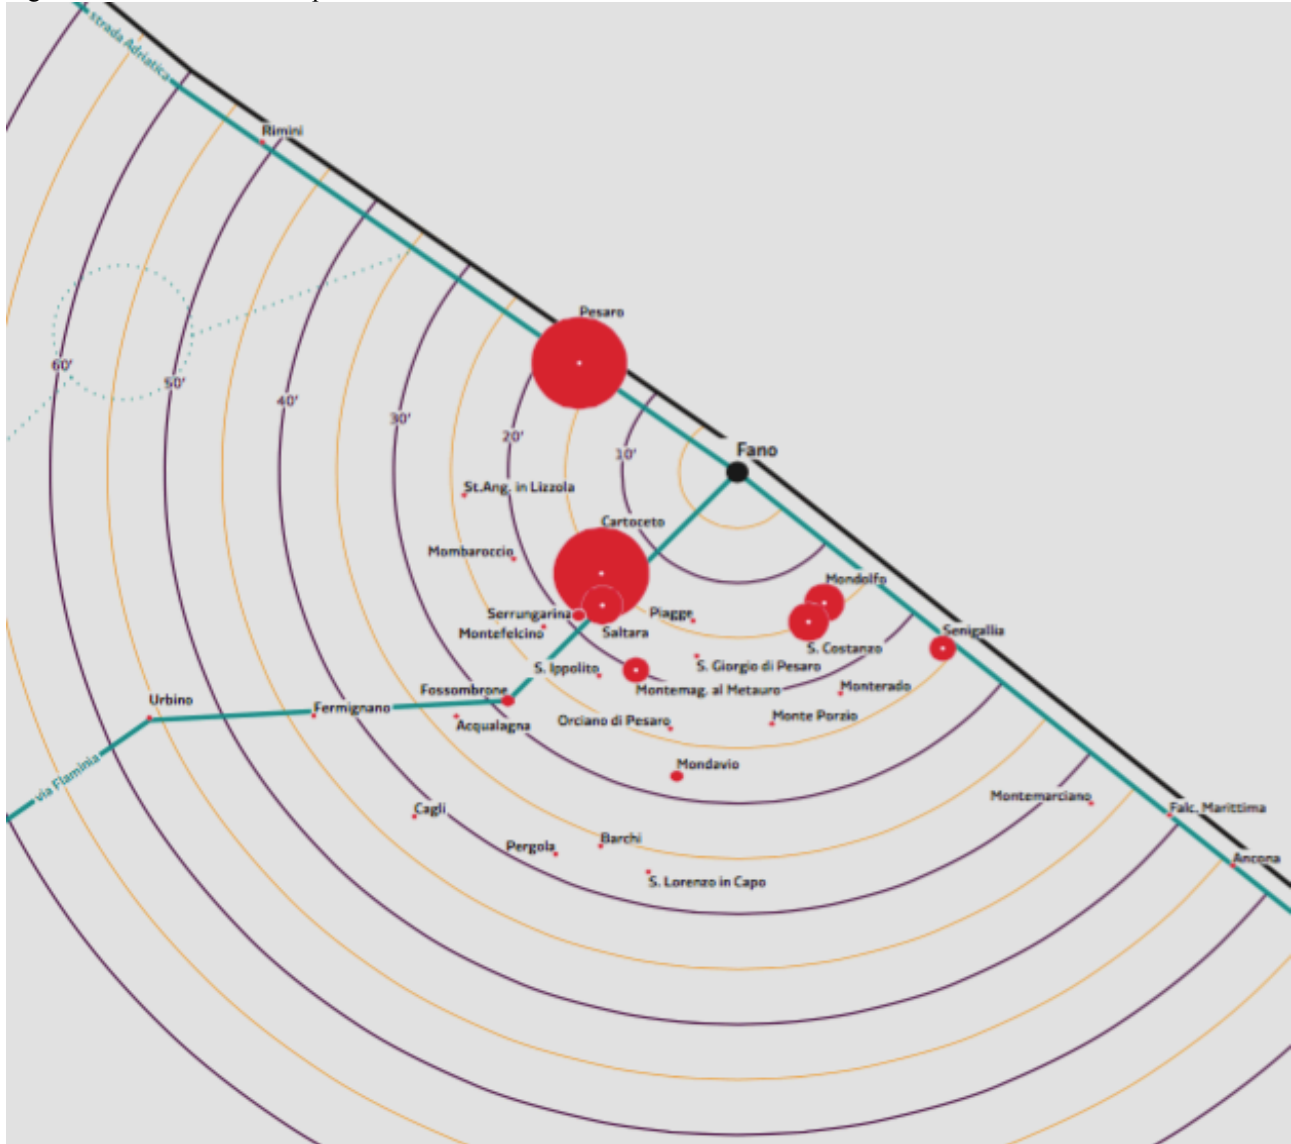 strada Adriatica
Rimini
Pesaro
60'
50'
40'
30'
20'
10'
Fano
St.Ang. in Lizzola
Cartoceto
Mombaroccio
Mondolfo
Serrungarina
Piagge
Montefelcino
Saltara
Senigallia
S. Costanzo
S. Ippolito
S. Giorgio di Pesaro
Fossombrone
Montemag. al Metauro
Monterado
Urbino
Fermignano
Acqualagna
Orciano di Pesaro
Monte Porzio
Mondavio
via Flaminia
Montemarciano
Falc. Marittima
Cagli
Pergola
Barchi
Ancona
S. Lorenzo in Capo